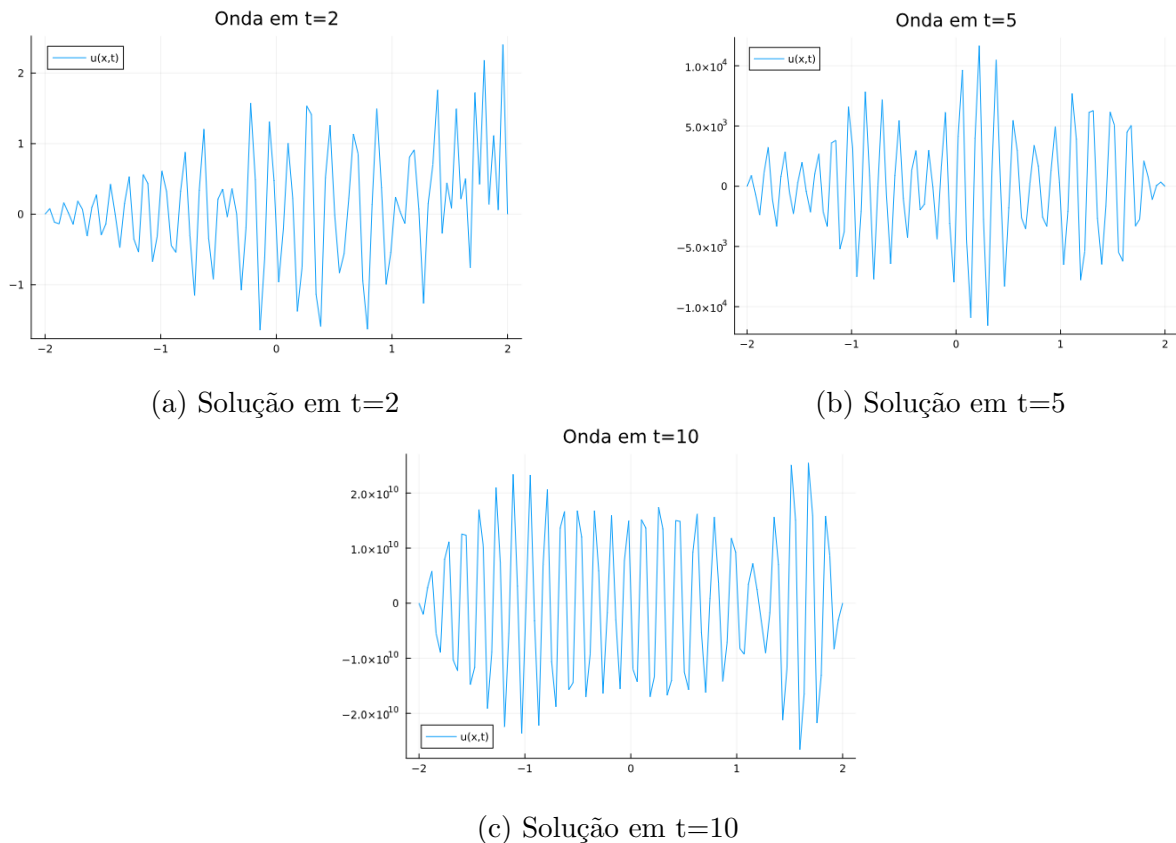 Onda em t=2
u(x,t)
2
1
0
−1
−2 −1 0 1 2
(a) Solução em t=2
Onda em t=5
u(x,t)
1.0×10⁴
5.0×10³
0
−5.0×10³
−1.0×10⁴
−2 −1 0 1 2
(b) Solução em t=5
Onda em t=10
2.0×10¹⁰
1.0×10¹⁰
0
−1.0×10¹⁰
−2.0×10¹⁰
u(x,t)
−2 −1 0 1 2
(c) Solução em t=10